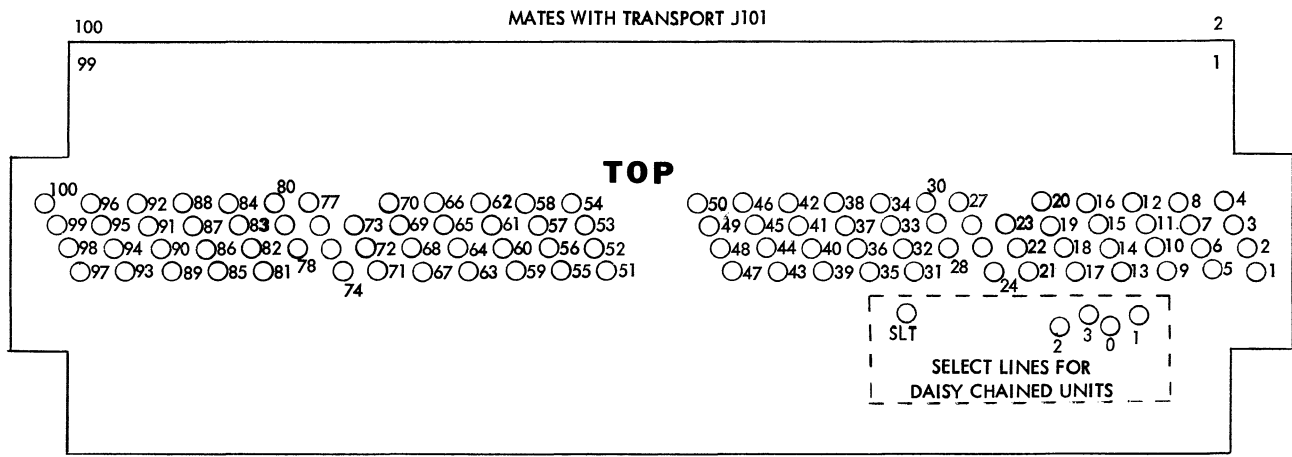 MATES WITH TRANSPORT J101
100 2
99 1
TOP
100 96 92 88 84 80 77 70 66 62 58 54 50 46 42 38 34 30 27 20 16 12 8 4
99 95 91 87 83 73 69 65 61 57 53 49 45 41 37 33 23 19 15 11. 7 3
98 94 90 86 82 78 72 68 64 60 56 52 48 44 40 36 32 28 22 18 14 10 6 2
97 93 89 85 81 74 71 67 63 59 55 51 47 43 39 35 31 24 21 17 13 9 5 1
SLT 2 3 0 1
SELECT LINES FOR
DAISY CHAINED UNITS